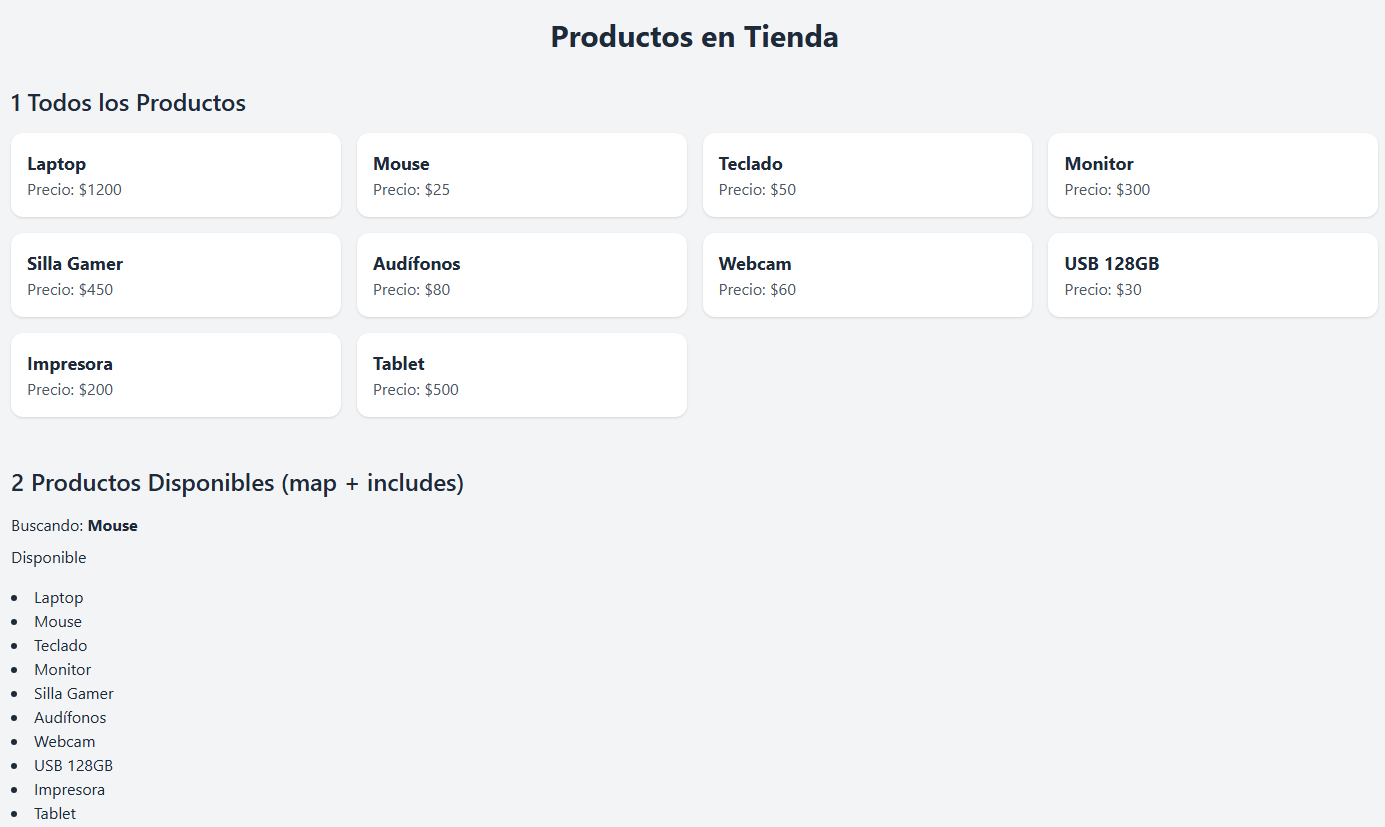 Productos en Tienda
1 Todos los Productos
Laptop
Precio: $1200
Mouse
Precio: $25
Teclado
Precio: $50
Monitor
Precio: $300
Silla Gamer
Precio: $450
Audífonos
Precio: $80
Webcam
Precio: $60
USB 128GB
Precio: $30
Impresora
Precio: $200
Tablet
Precio: $500
2 Productos Disponibles (map + includes)
Buscando: Mouse
Disponible
Laptop
Mouse
Teclado
Monitor
Silla Gamer
Audífonos
Webcam
USB 128GB
Impresora
Tablet